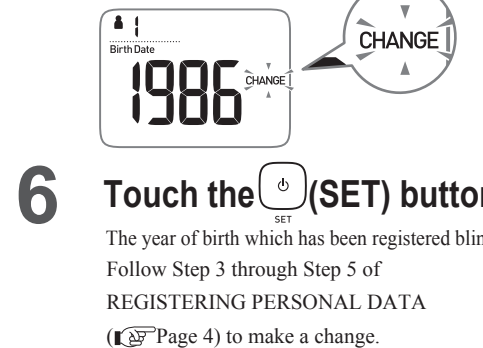 1
Birth Date
1986 CHANGE
CHANGE
6 Touch the (SET) button
SET
The year of birth which has been registered blin
Follow Step 3 through Step 5 of
REGISTERING PERSONAL DATA
( Page 4) to make a change.